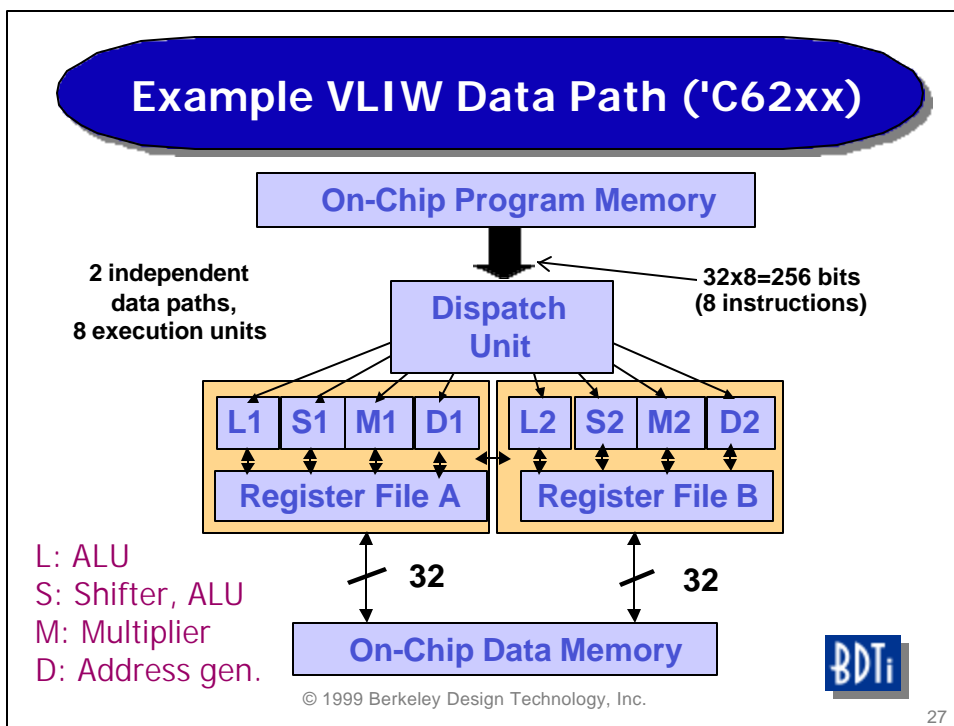 Example VLIW Data Path ('C62xx)
On-Chip Program Memory
2 independent
data paths,
8 execution units
32x8=256 bits
(8 instructions)
Dispatch
Unit
L1 S1 M1 D1 L2 S2 M2 D2
Register File A Register File B
L: ALU
S: Shifter, ALU
M: Multiplier
D: Address gen.
32 32
On-Chip Data Memory
BDTi
© 1999 Berkeley Design Technology, Inc.
27